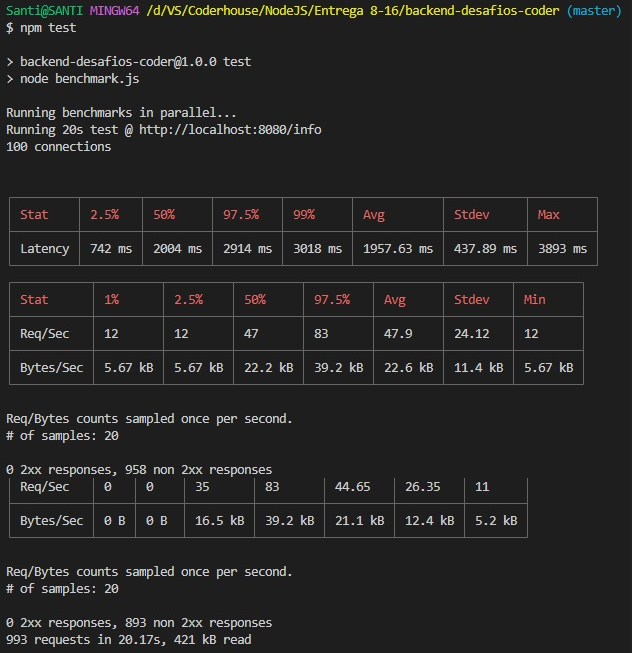 Santi@SANTI MINGW64 /d/VS/Coderhouse/NodeJS/Entrega 8-16/backend-desafios-coder (master)
$ npm test
> backend-desafios-coder@1.0.0 test
> node benchmark.js
Running benchmarks in parallel...
Running 20s test @ http://localhost:8080/info
100 connections
Stat 2.5% 50% 97.5% 99% Avg Stdev Max
Latency 742 ms 2004 ms 2914 ms 3018 ms 1957.63 ms 437.89 ms 3893 ms
Stat 1% 2.5% 50% 97.5% Avg Stdev Min
Req/Sec 12 12 47 83 47.9 24.12 12
Bytes/Sec 5.67 kB 5.67 kB 22.2 kB 39.2 kB 22.6 kB 11.4 kB 5.67 kB
Req/Bytes counts sampled once per second.
# of samples: 20
0 2xx responses, 958 non 2xx responses
Req/Sec 0 0 35 83 44.65 26.35 11
Bytes/Sec 0 B 0 B 16.5 kB 39.2 kB 21.1 kB 12.4 kB 5.2 kB
Req/Bytes counts sampled once per second.
# of samples: 20
0 2xx responses, 893 non 2xx responses
993 requests in 20.17s, 421 kB read